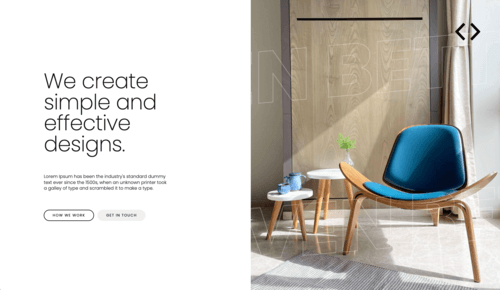 We create
simple and
effective
designs.
Lorem Ipsum has been the industry's standard dummy
text ever since the 1500s, when an unknown printer took
a galley of type and scrambled it to make a type.
HOW WE WORK
GET IN TOUCH